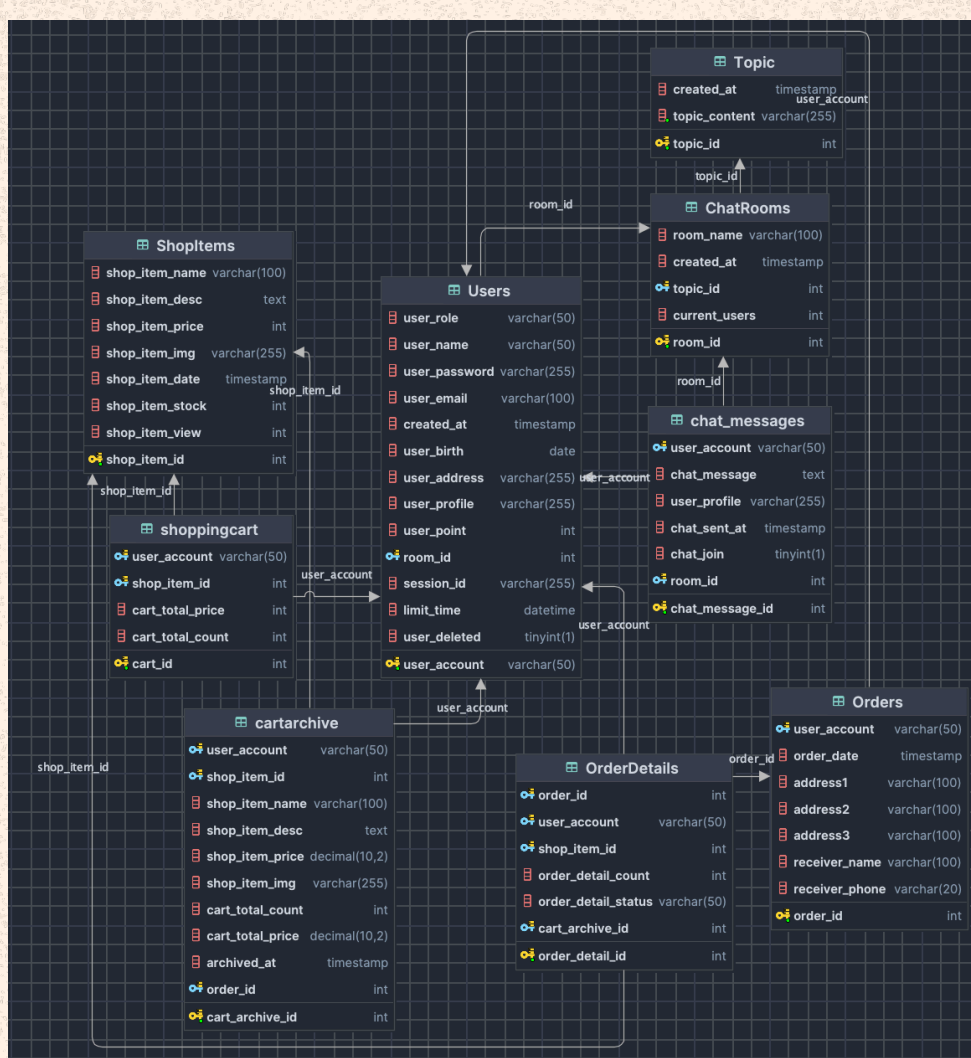 Topic
created_at timestamp
user_account
topic_content varchar(255)
topic_id int
topic_id
room_id
ChatRooms
room_name varchar(100)
created_at timestamp
topic_id int
current_users int
room_id int
room_id
ShopItems
shop_item_name varchar(100)
shop_item_desc text
shop_item_price int
shop_item_img varchar(255)
shop_item_date timestamp
shop_item_id
shop_item_stock int
shop_item_view int
shop_item_id int
shop_item_id
Users
user_role varchar(50)
user_name varchar(50)
user_password varchar(255)
user_email varchar(100)
created_at timestamp
user_birth date
user_address varchar(255)
user_profile varchar(255)
user_point int
room_id int
session_id varchar(255)
limit_time datetime
user_deleted tinyint(1)
user_account varchar(50)
user_account
chat_messages
user_account varchar(50)
chat_message text
user_profile varchar(255)
chat_sent_at timestamp
chat_join tinyint(1)
room_id int
chat_message_id int
user_account
shoppingcart
user_account varchar(50)
shop_item_id int
cart_total_price int
cart_total_count int
cart_id int
user_account
user_account
cartarchive
user_account varchar(50)
shop_item_id int
shop_item_name varchar(100)
shop_item_desc text
shop_item_price decimal(10,2)
shop_item_img varchar(255)
cart_total_count int
cart_total_price decimal(10,2)
archived_at timestamp
order_id int
cart_archive_id int
shop_item_id
OrderDetails
order_id int
user_account varchar(50)
shop_item_id int
order_detail_count int
order_detail_status varchar(50)
cart_archive_id int
order_detail_id int
order_id
Orders
user_account varchar(50)
order_date timestamp
address1 varchar(100)
address2 varchar(100)
address3 varchar(100)
receiver_name varchar(100)
receiver_phone varchar(20)
order_id int